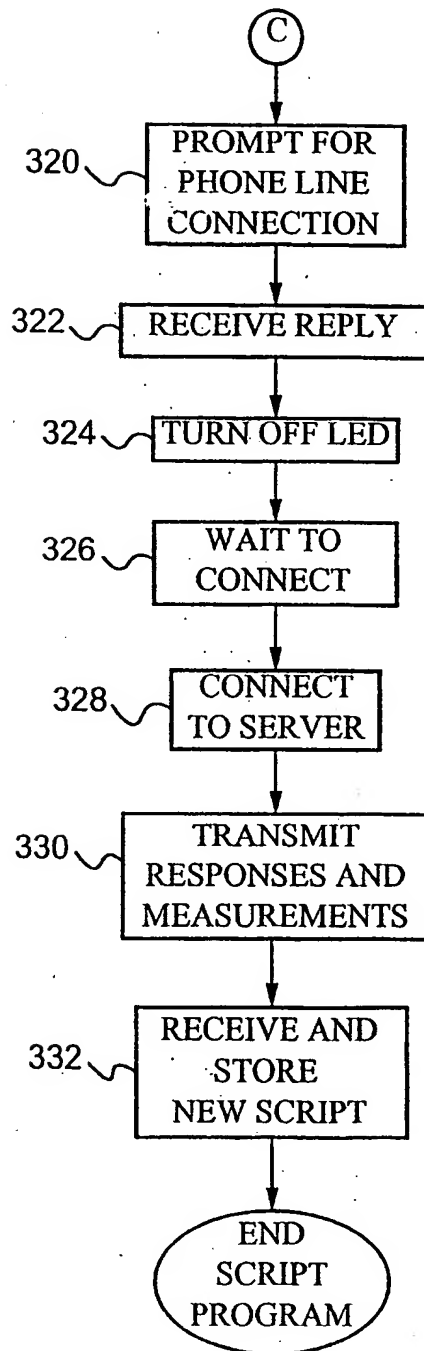 C
320
PROMPT FOR
PHONE LINE
CONNECTION
322
RECEIVE REPLY
324
TURN OFF LED
326
WAIT TO
CONNECT
328
CONNECT
TO SERVER
330
TRANSMIT
RESPONSES AND
MEASUREMENTS
332
RECEIVE AND
STORE
NEW SCRIPT
END
SCRIPT
PROGRAM